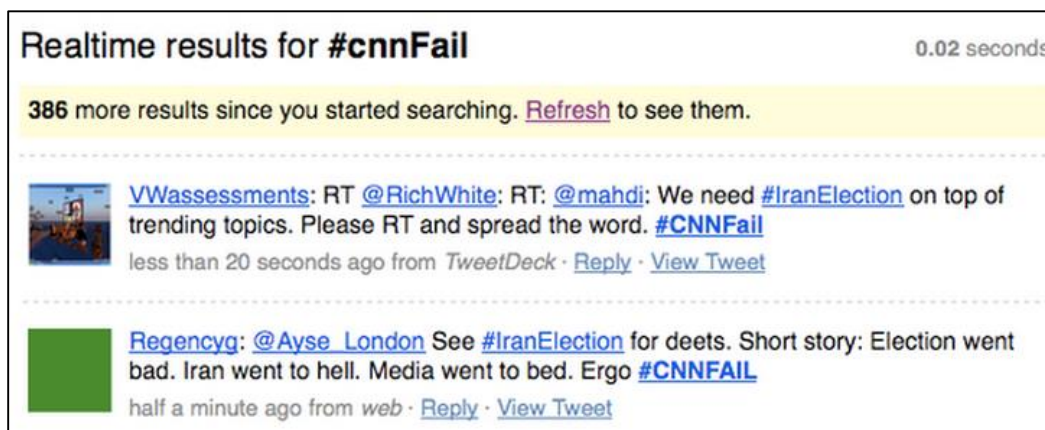 Realtime results for #cnnFail
0.02 seconds
386 more results since you started searching. Refresh to see them.
VWassessments: RT @RichWhite: RT: @mahdi: We need #IranElection on top of
trending topics. Please RT and spread the word. #CNNFail
less than 20 seconds ago from TweetDeck · Reply · View Tweet
Regencyg: @Ayse_London See #IranElection for deets. Short story: Election went
bad. Iran went to hell. Media went to bed. Ergo #CNNFAIL
half a minute ago from web · Reply · View Tweet